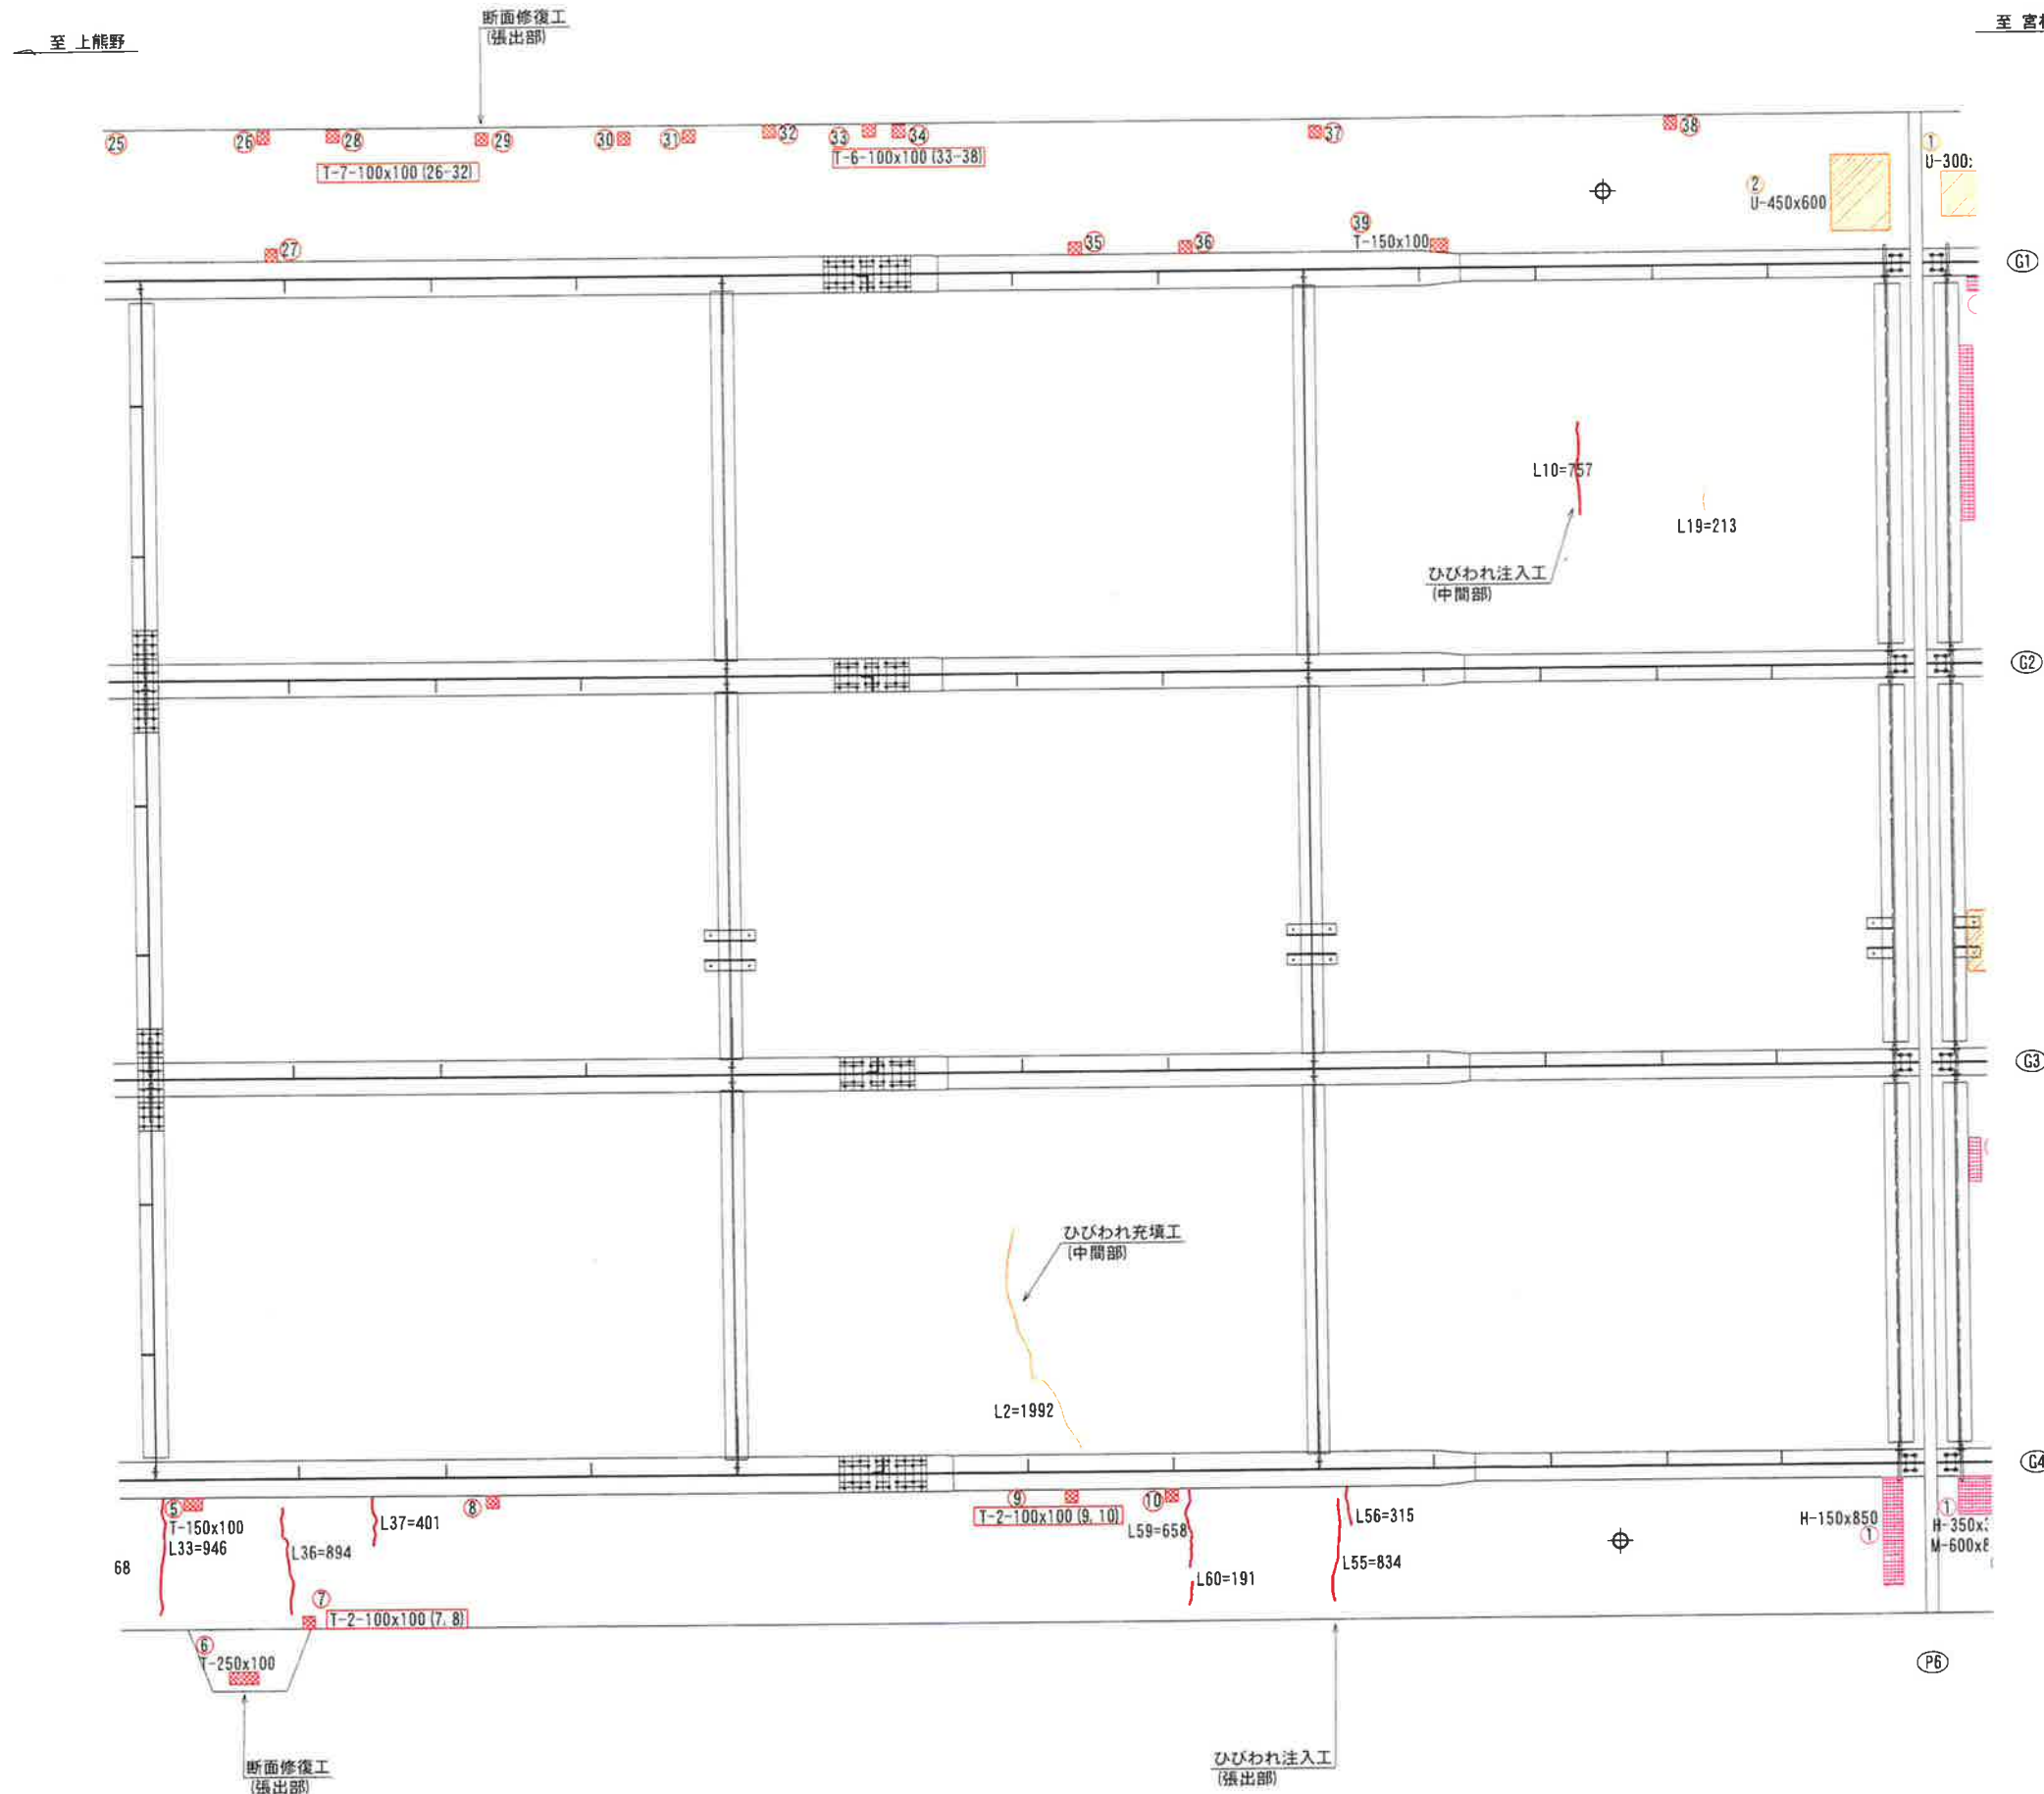 至 上熊野
断面修復工
(張出部)
至 宮
25
26
28
29
30
31
32
33
34
37
38
T-7-100x100 (26-32)
T-6-100x100 (33-38)
1
U-300:
2
U-450x600
27
35
36
39
T-150x100
G1
L10=757
L19=213
ひびわれ注入工
(中間部)
G2
G3
ひびわれ充填工
(中間部)
L2=1992
G4
5
T-150x100
L33=946
8
L37=401
L36=894
68
9
10
T-2-100x100 (9, 10)
L59=658
L56=315
L55=834
L60=191
H-150x850
1
1
H-350x
M-600x8
7
T-2-100x100 (7, 8)
6
T-250x100
P6
断面修復工
(張出部)
ひびわれ注入工
(張出部)